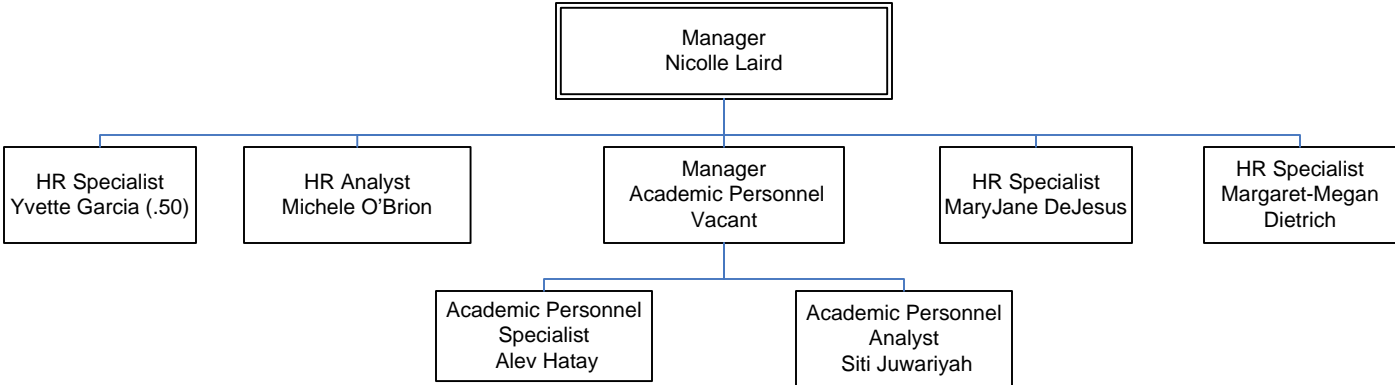 Manager
Nicolle Laird
HR Specialist
Yvette Garcia (.50)
HR Analyst
Michele O’Brion
Manager
Academic Personnel
Vacant
HR Specialist
MaryJane DeJesus
HR Specialist
Margaret-Megan
Dietrich
Academic Personnel
Specialist
Alev Hatay
Academic Personnel
Analyst
Siti Juwariyah